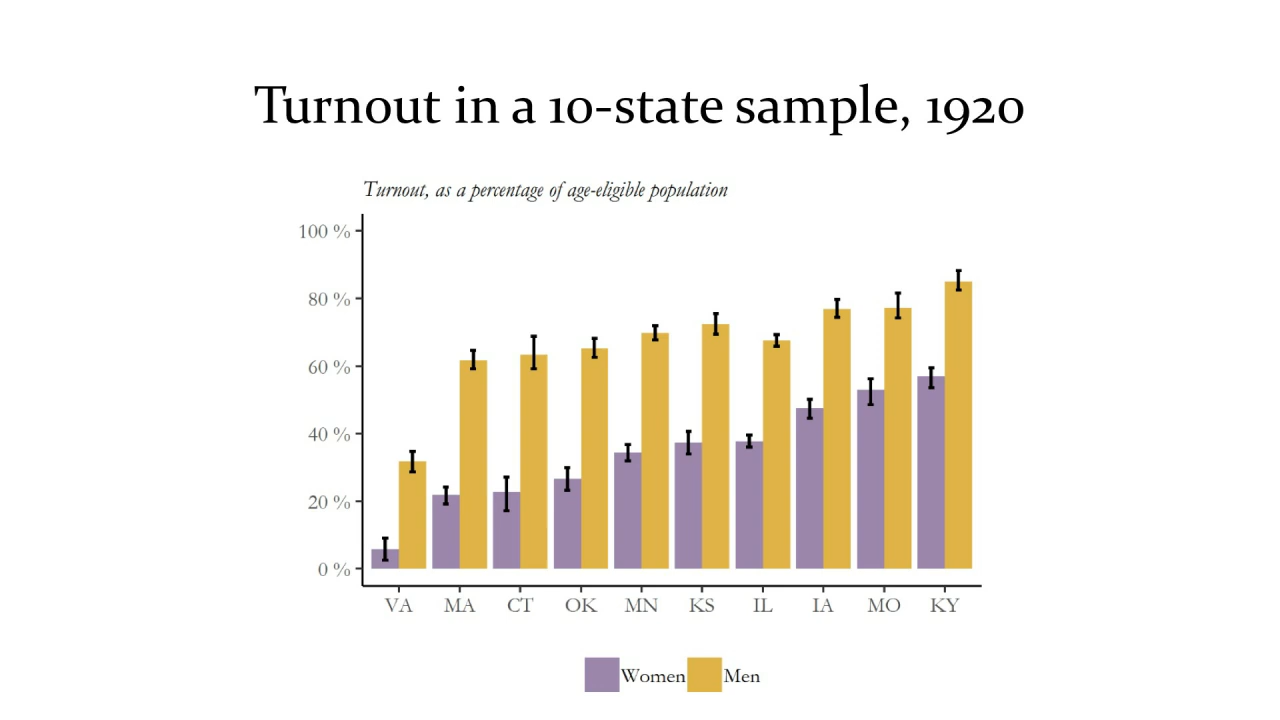 Turnout in a 10-state sample, 1920
Turnout, as a percentage of age-eligible population
100 %
80 %
60 %
40 %
20 %
0 %
VA MA CT OK MN KS IL IA MO KY
Women Men